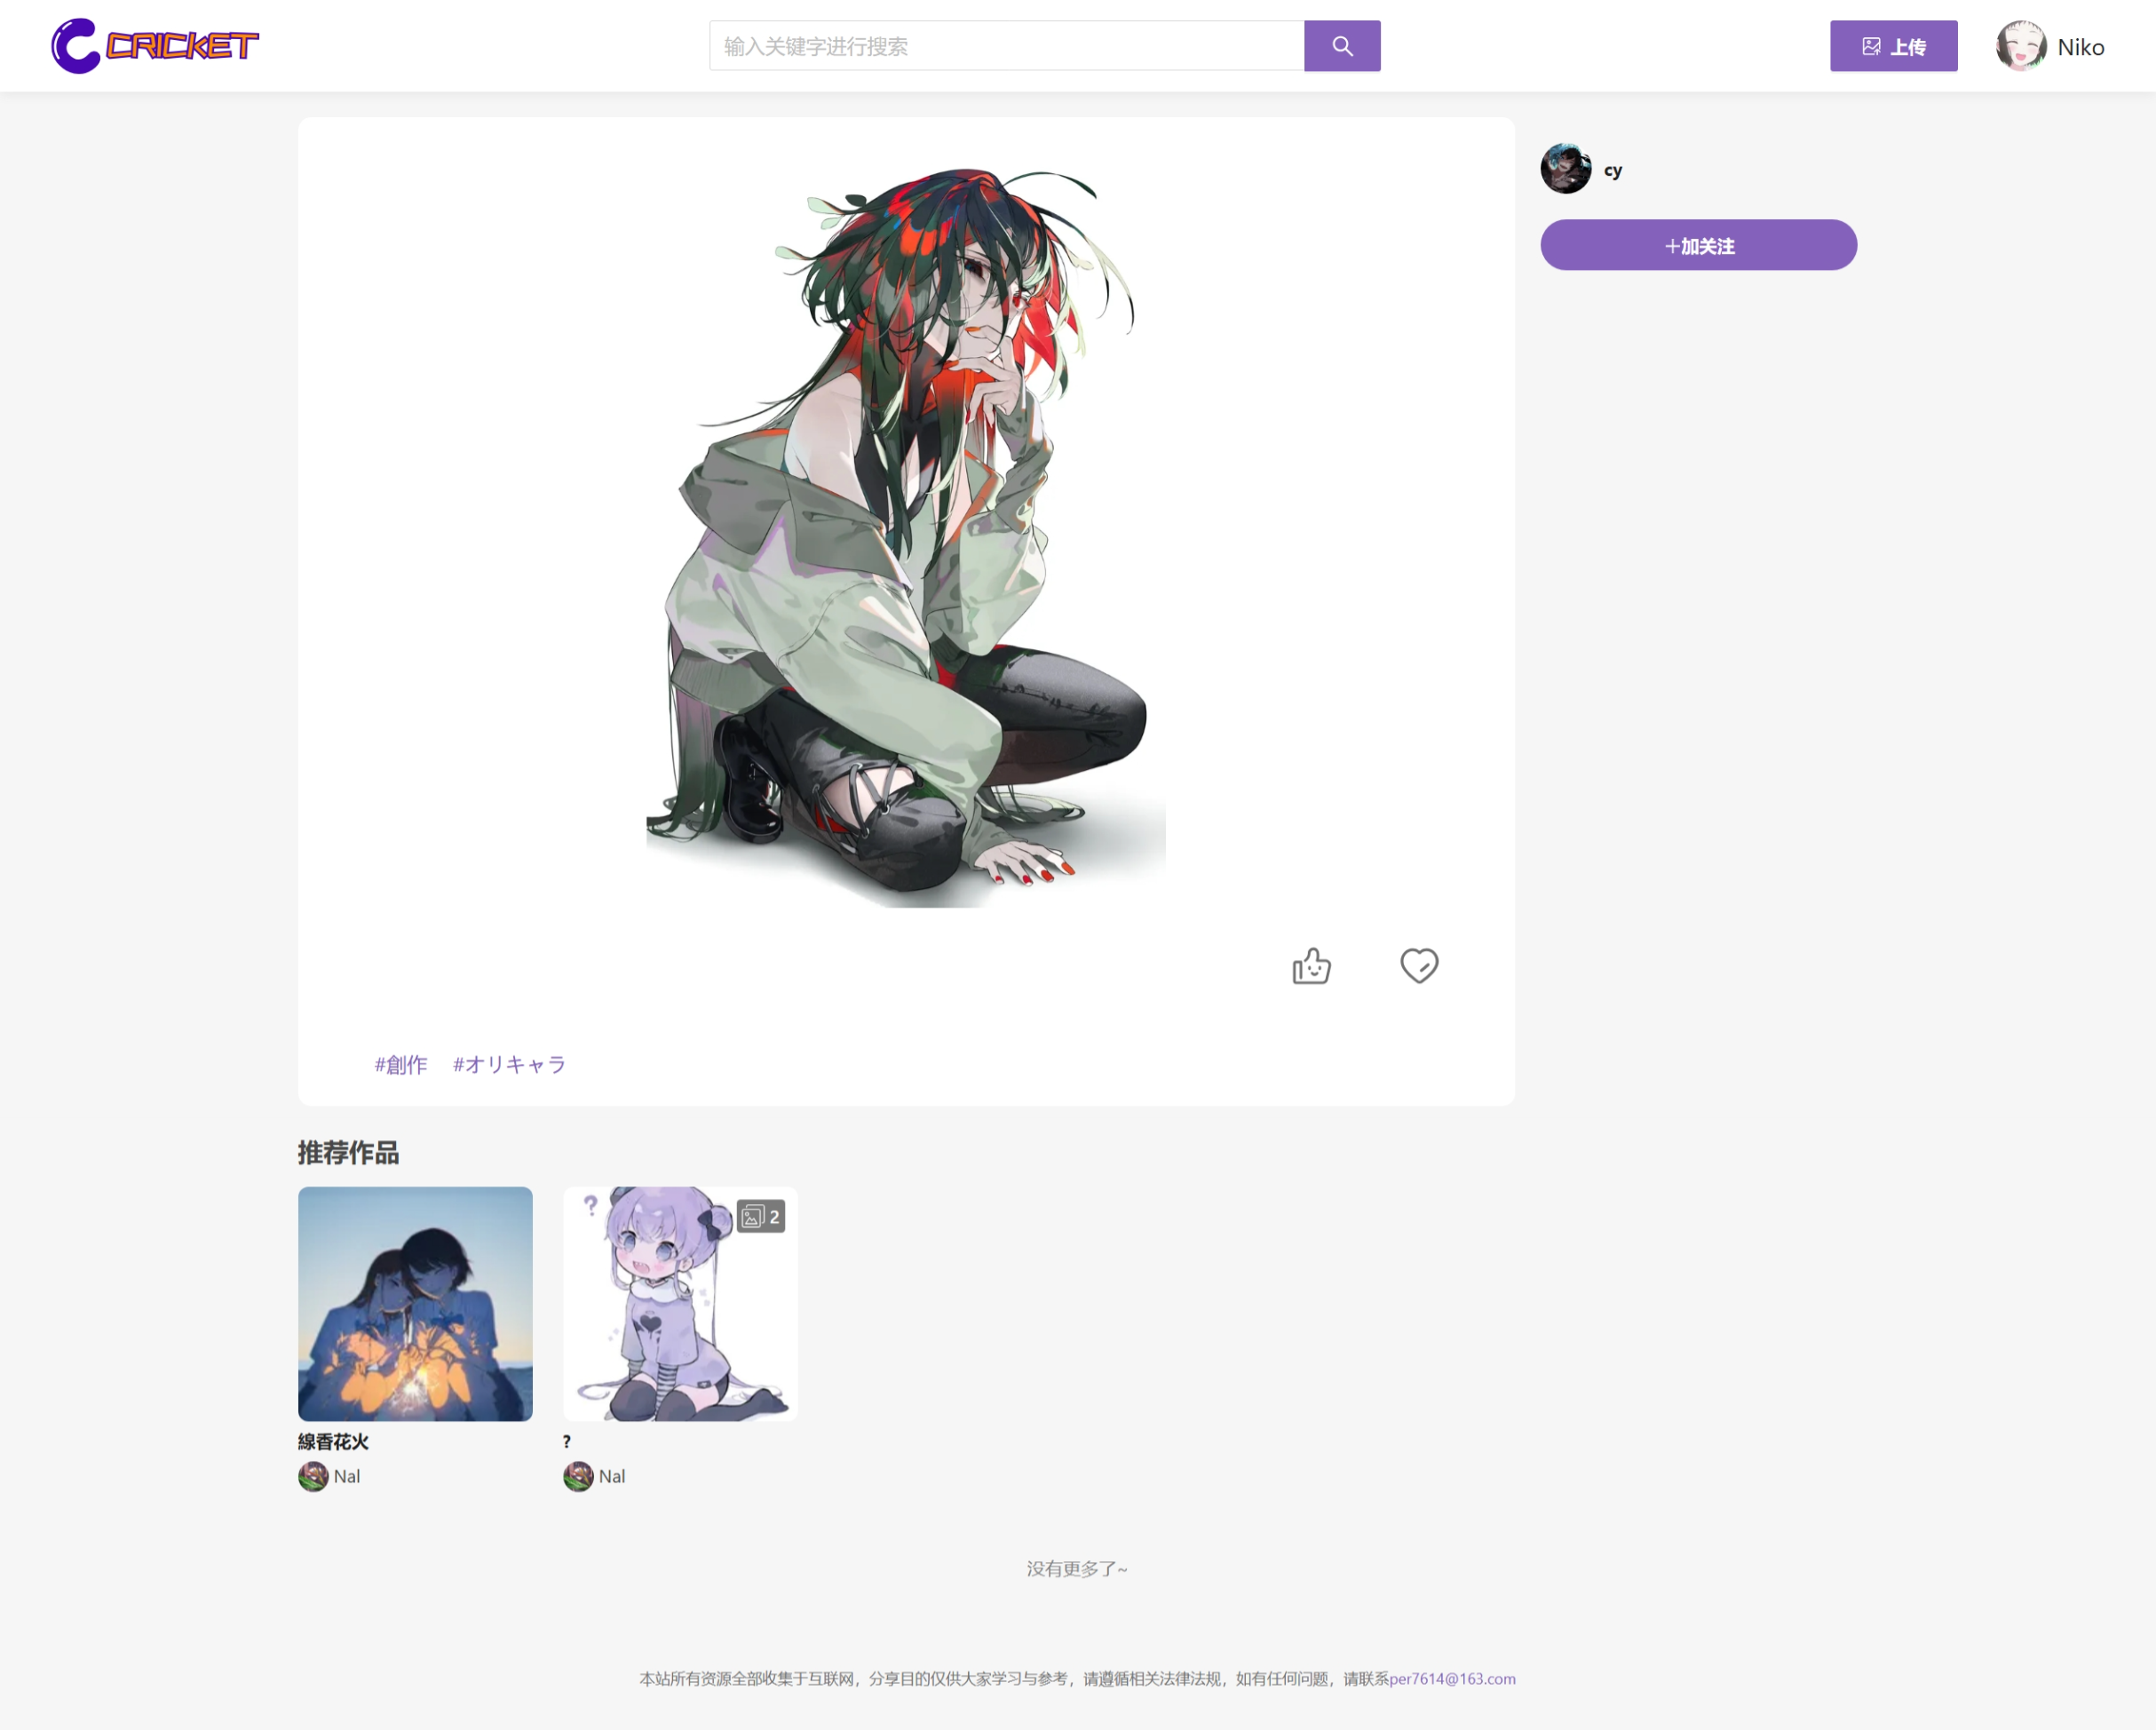 CRICKET
输入关键字进行搜索
上传
Niko
cy
+加关注
#創作 #オリキャラ
推荐作品
?
2
線香花火
?
Nal
Nal
没有更多了~
本站所有资源全部收集于互联网，分享目的仅供大家学习与参考，请遵循相关法律法规，如有任何问题，请联系per7614@163.com